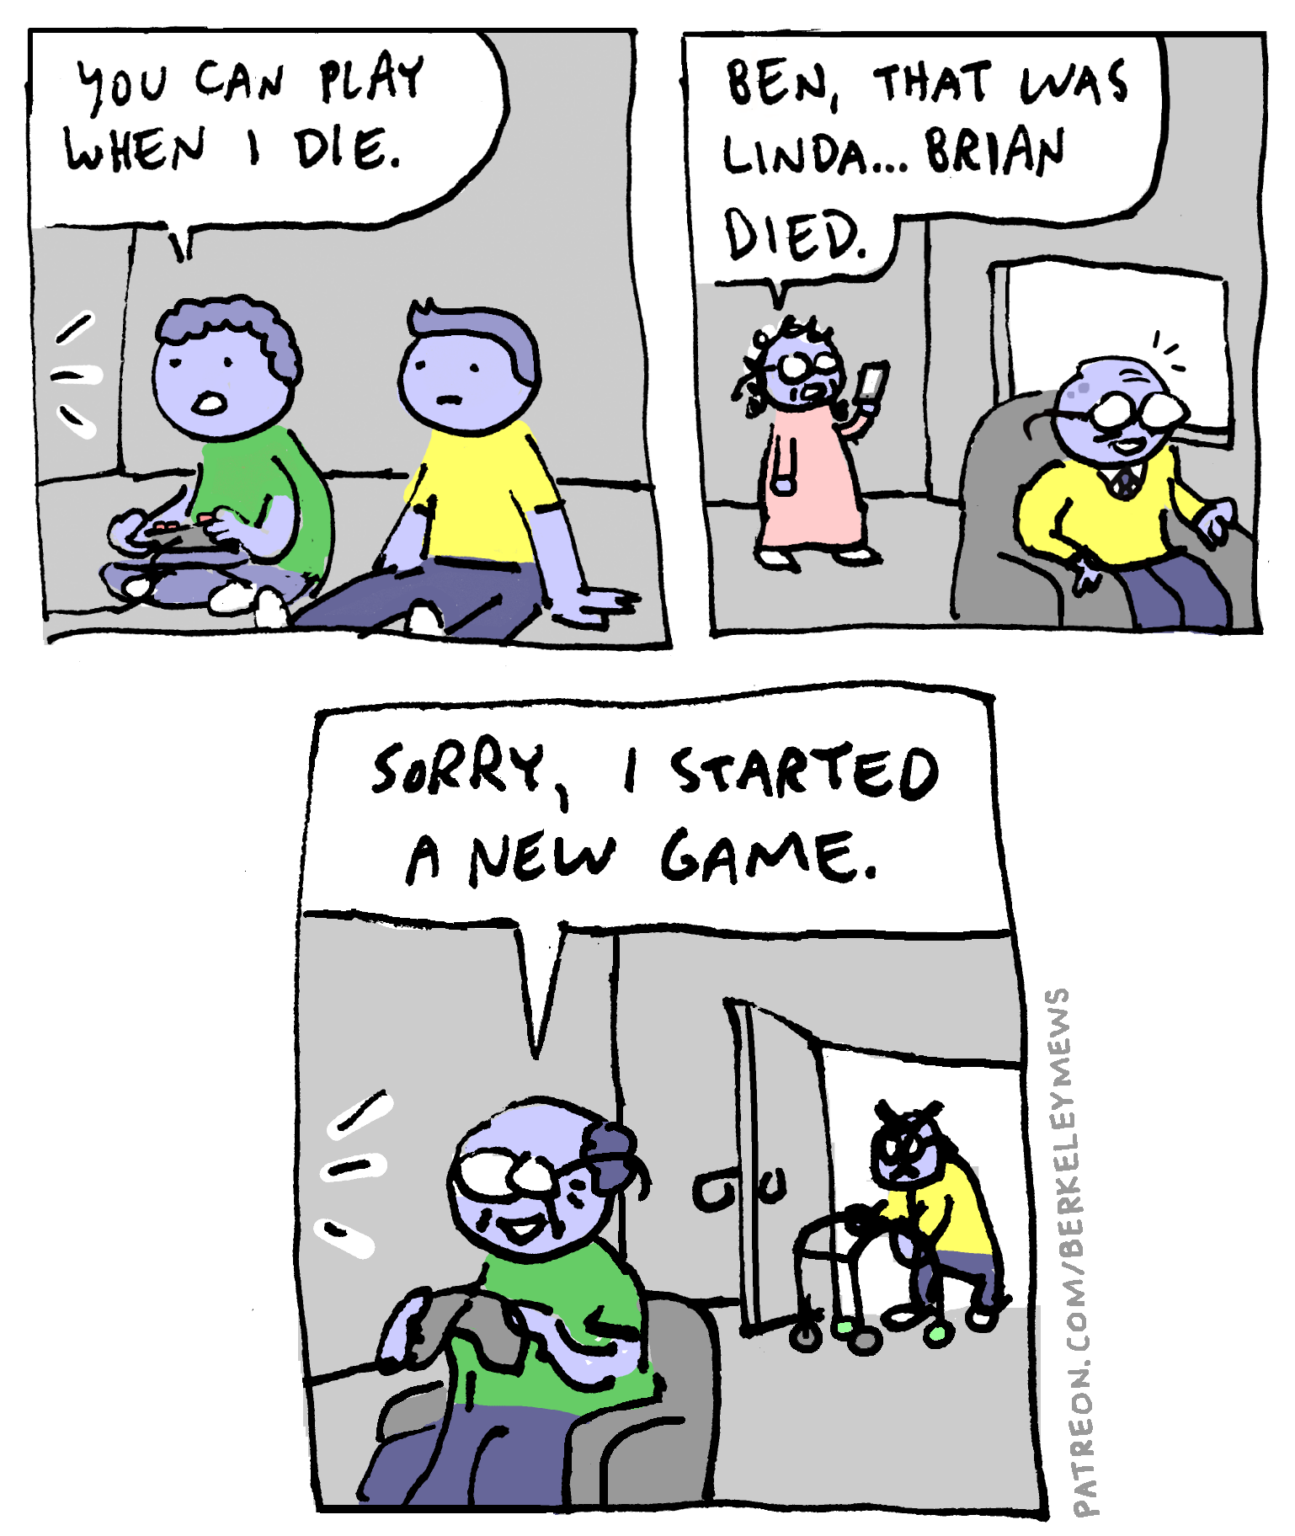 YOU CAN PLAY
WHEN I DIE.
BEN, THAT WAS
LINDA... BRIAN
DIED.
SORRY, I STARTED
A NEW GAME.
PATREON.COM/BERKELEYMEWS